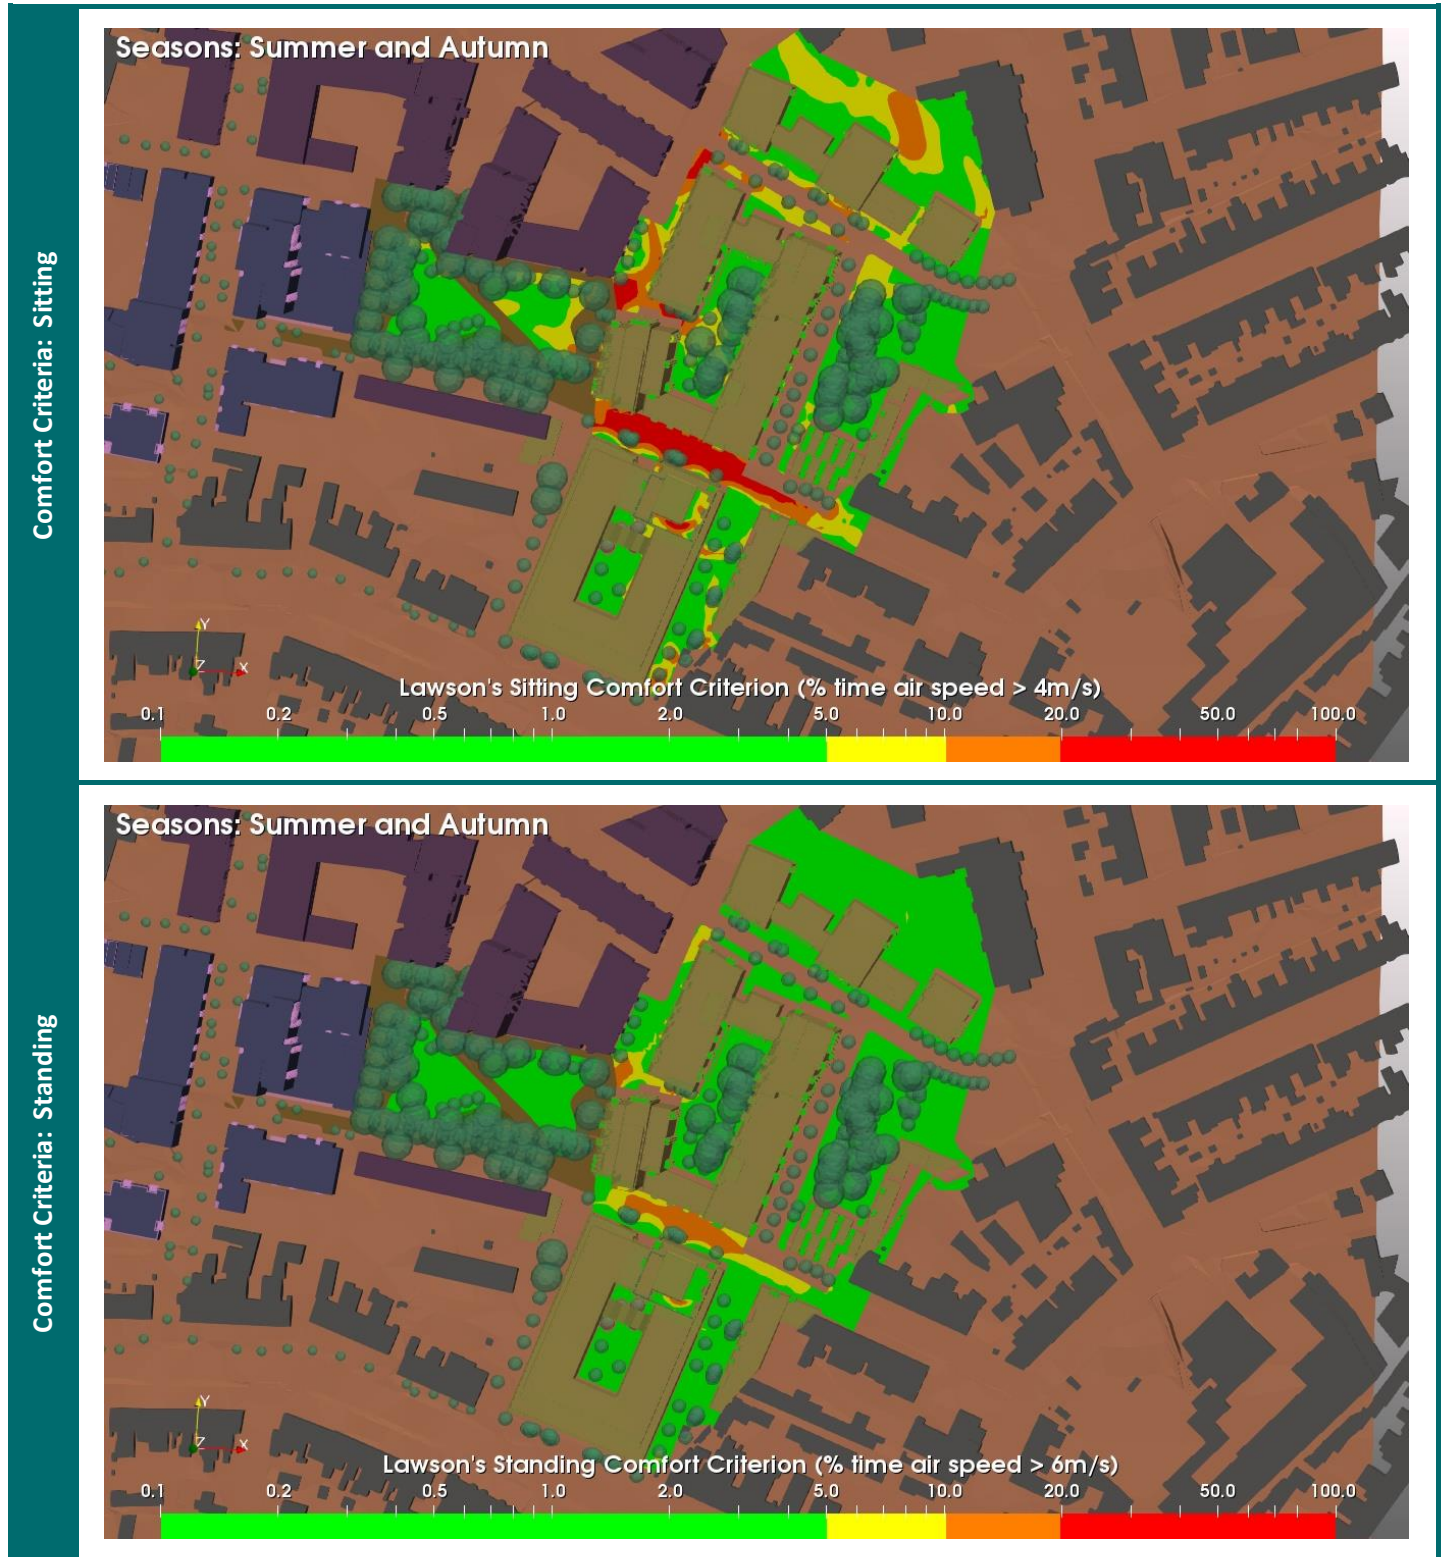 Comfort Criteria: Sitting
Seasons: Summer and Autumn
Y
Z X
Lawson's Sitting Comfort Criterion (% time air speed > 4m/s)
0.1 0.2 0.5 1.0 2.0 5.0 10.0 20.0 50.0 100.0
Comfort Criteria: Standing
Seasons: Summer and Autumn
Y
Z X
Lawson's Standing Comfort Criterion (% time air speed > 6m/s)
0.1 0.2 0.5 1.0 2.0 5.0 10.0 20.0 50.0 100.0